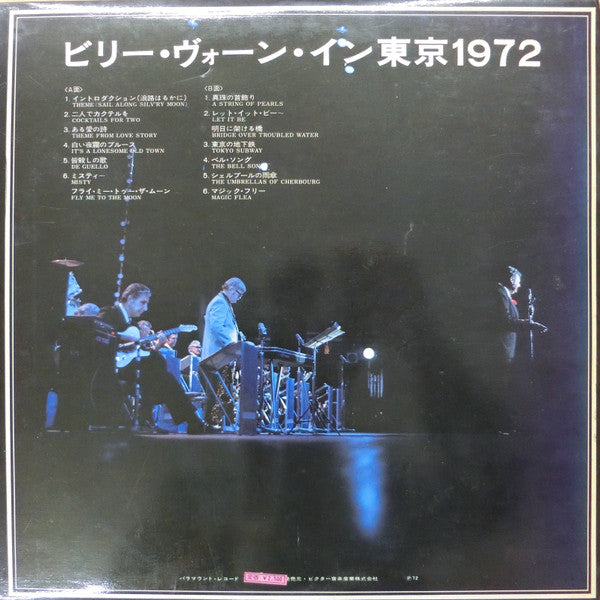 ビリー・ヴォーン・イン東京1972
〈A面〉
1. イントロダクション(浪路はるかに)
THEME (SAIL ALONG SILV'RY MOON)
2. 二人でカクテルを
COCKTAILS FOR TWO
3. ある愛の詩
THEME FROM LOVE STORY
4. 白い夜霧のブルース
IT'S A LONESOME OLD TOWN
5. 皆殺しの歌
DE GUELLO
6. ミスティー
MISTY
フライ・ミー・トゥー・ザ・ムーン
FLY ME TO THE MOON
〈B面〉
1. 真珠の首飾り
A STRING OF PEARLS
2. レット・イット・ビー〜
LET IT BE
明日に架ける橋
BRIDGE OVER TROUBLED WATER
3. 東京の地下鉄
TOKYO SUBWAY
4. ベル・ソング
THE BELL SONG
5. シェルブールの雨傘
THE UMBRELLAS OF CHERBOURG
6. マジック・フリー
MAGIC FLEA
パラマウント・レコード 発売元・ビクター音楽産業株式会社 P.72